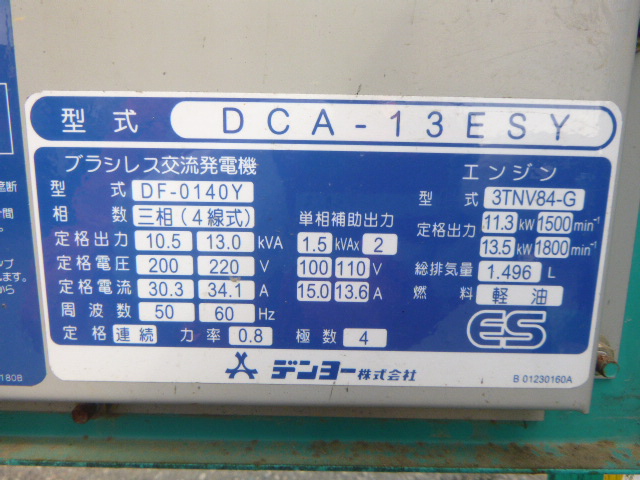 型式 DCA-13ESY
ブラシレス交流発電機
型式 DF-0140Y
相数 三相(4線式)
定格出力 10.5 13.0 kVA
定格電圧 200 220 V
定格電流 30.3 34.1 A
周波数 50 60 Hz
定格 連続 力率 0.8 極数 4
単相補助出力
1.5 kVAx 2
100 110 V
15.0 13.6 A
エンジン
型式 3TNV84-G
定格出力 11.3 kW 1500 min⁻¹
13.5 kW 1800 min⁻¹
総排気量 1.496 L
燃料 軽油
ES
デンヨー株式会社
B 01230160A
180B